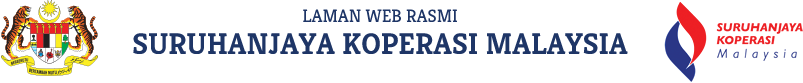 LAMAN WEB RASMI
SURUHANJAYA KOPERASI MALAYSIA
SURUHANJAYA
KOPERASI
Malaysia